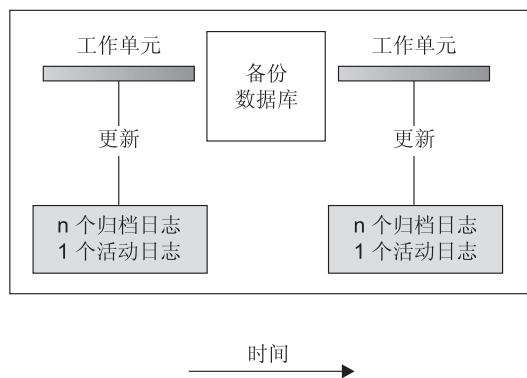 工作单元
备份
数据库
工作单元
更新
更新
n 个归档日志
1 个活动日志
n 个归档日志
1 个活动日志
时间